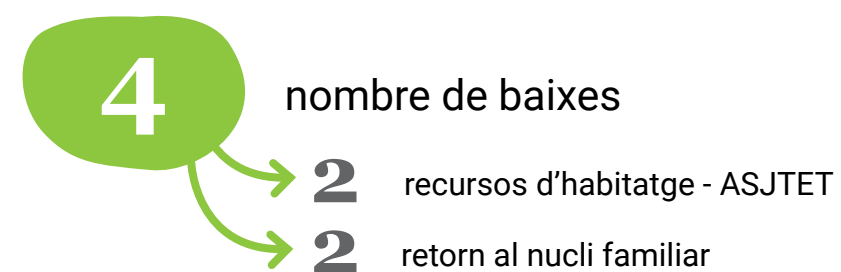 4
nombre de baixes
2 recursos d’habitatge - ASJTET
2 retorn al nucli familiar